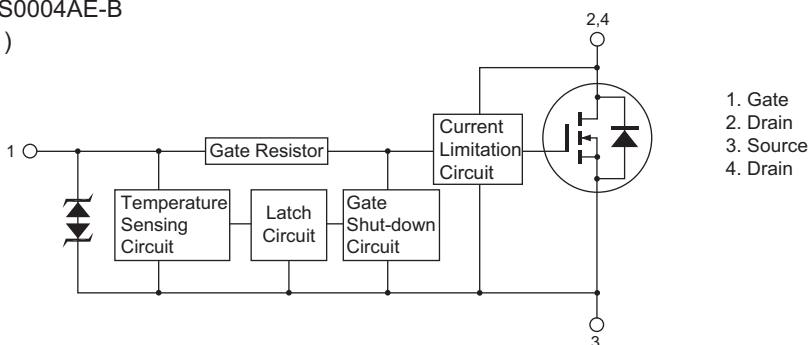 S0004AE-B
)
2,4
1. Gate
2. Drain
3. Source
4. Drain
1
Gate Resistor
Current
Limitation
Circuit
Temperature
Sensing
Circuit
Latch
Circuit
Gate
Shut-down
Circuit
3